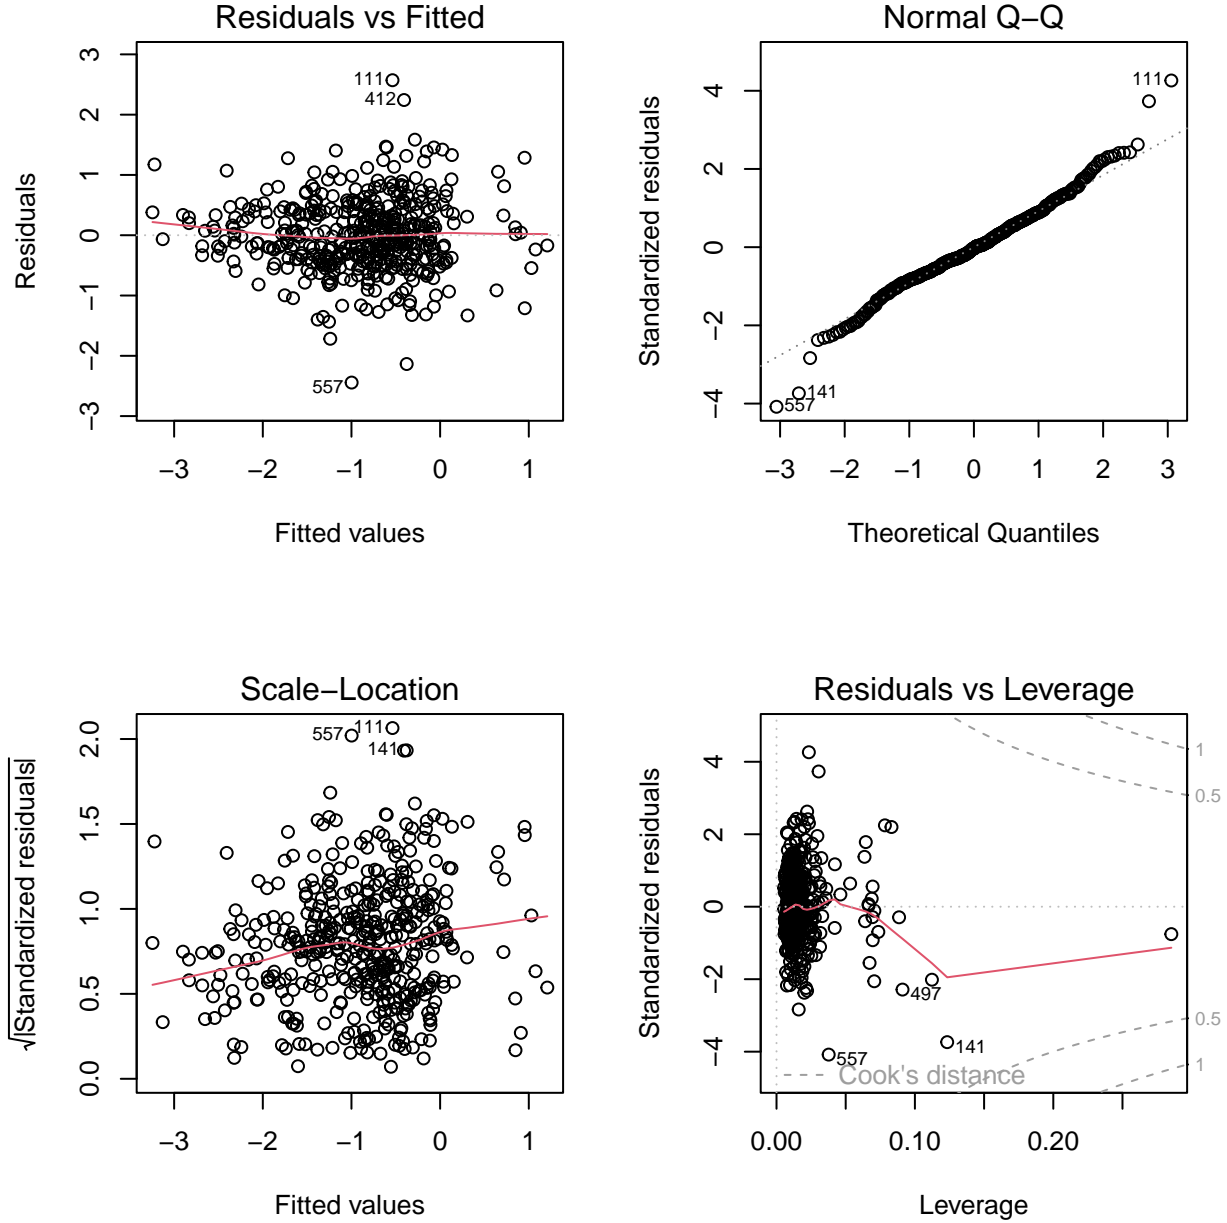 Residuals vs Fitted
3
2
1
0
−1
−2
−3
−3 −2 −1 0 1
Residuals
Fitted values
111
412
557
Normal Q−Q
4
2
0
−2
−4
−3 −2 −1 0 1 2 3
Standardized residuals
Theoretical Quantiles
111
141
557
Scale−Location
2.0
1.5
1.0
0.5
0.0
−3 −2 −1 0 1
√|Standardized residuals|
Fitted values
557
111
141
Residuals vs Leverage
4
2
0
−2
−4
0.00 0.10 0.20
Standardized residuals
Leverage
1
0.5
0.5
1
497
141
557
Cook's distance